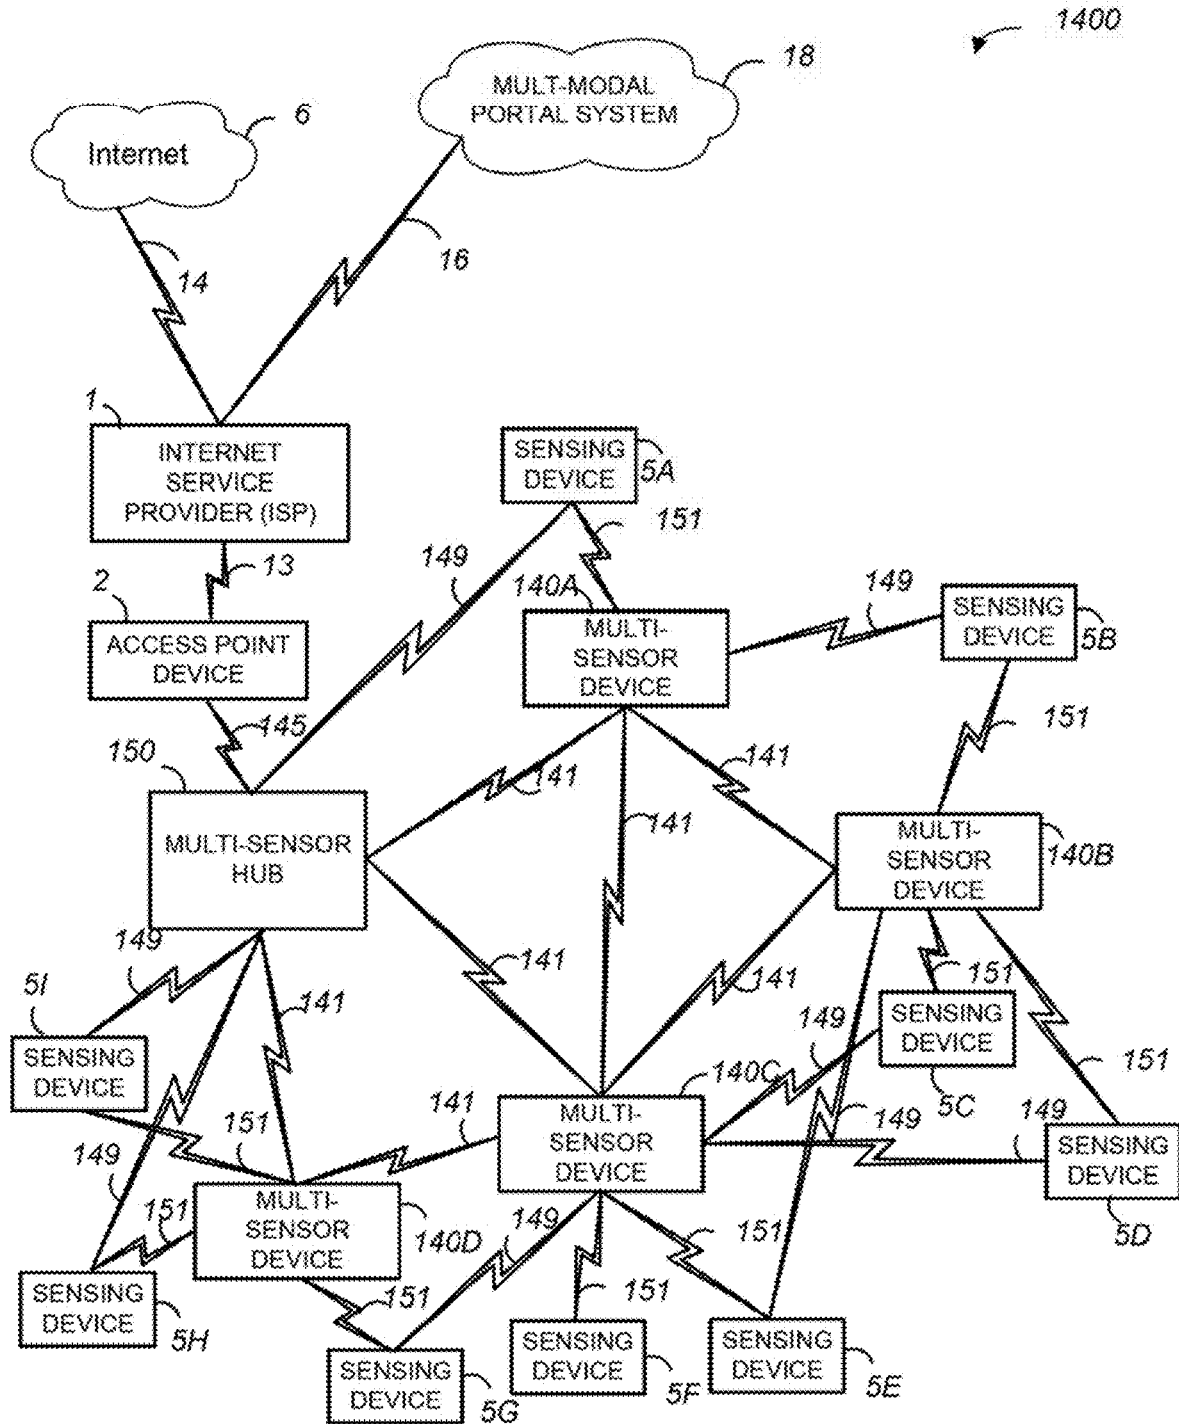 1400
18
MULT-MODAL
PORTAL SYSTEM
6
Internet
14
16
1
INTERNET
SERVICE
PROVIDER (ISP)
SENSING
DEVICE
5A
151
13
149
2
140A
149
ACCESS POINT
DEVICE
MULTI-
SENSOR
DEVICE
SENSING
DEVICE
5B
145
151
150
141
141
141
MULTI-SENSOR
HUB
MULTI-
SENSOR
DEVICE
140B
149
141
141
151
5I
141
149
SENSING
DEVICE
SENSING
DEVICE
5C
151
140C
141
MULTI-
SENSOR
DEVICE
149
149
SENSING
DEVICE
5D
149
151
151
MULTI-
SENSOR
DEVICE
140D
149
151
SENSING
DEVICE
5H
151
151
SENSING
DEVICE
5G
SENSING
DEVICE
5F
SENSING
DEVICE
5E